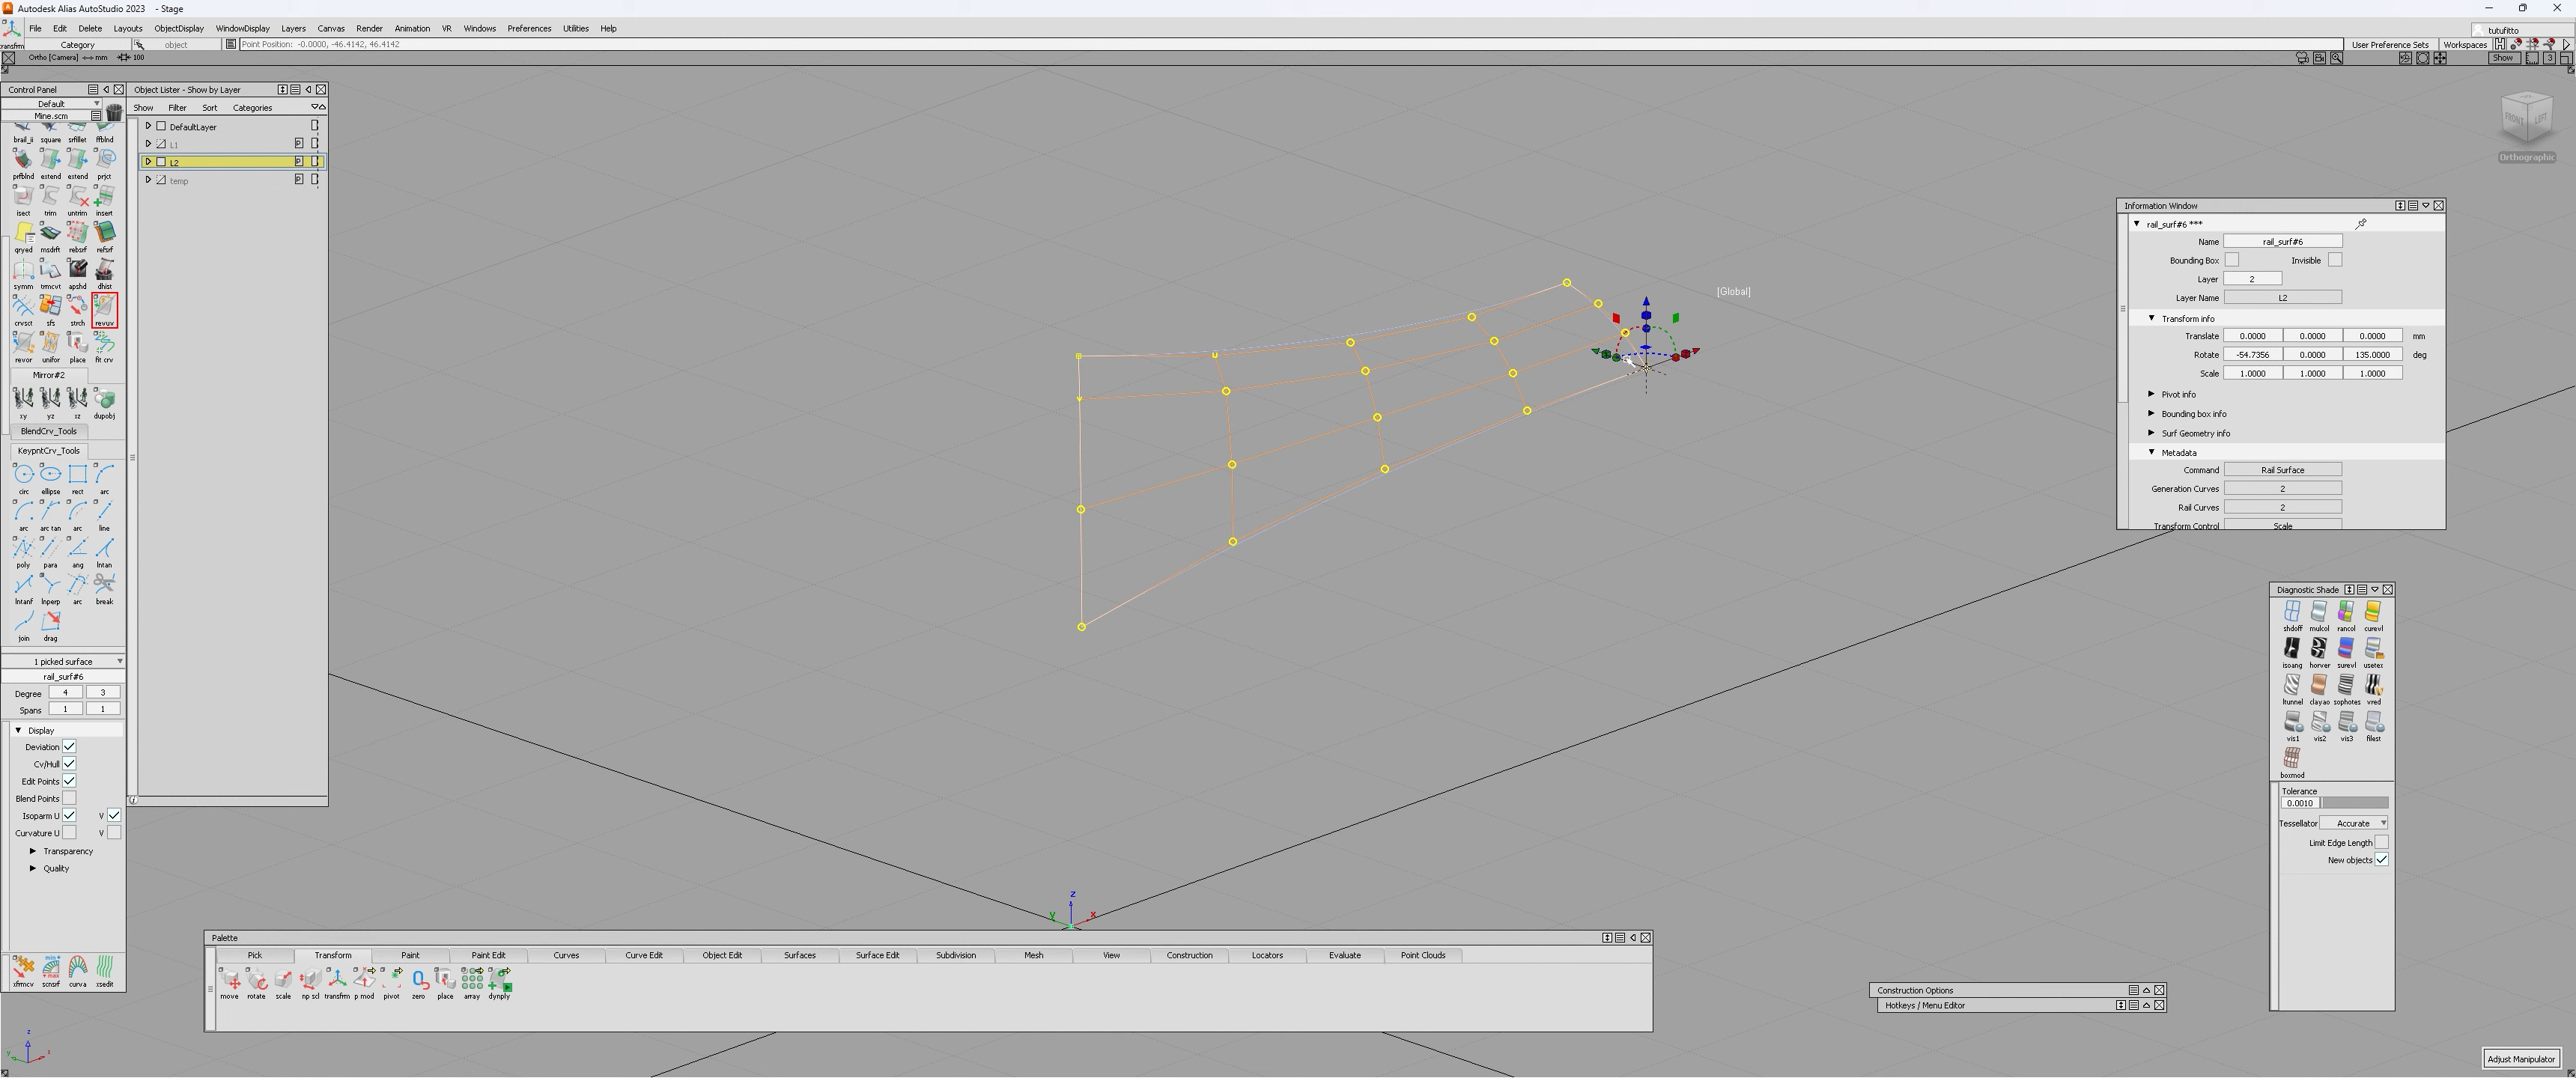 Autodesk Alias AutoStudio 2023 - Stage
File Edit Delete Layouts ObjectDisplay WindowDisplay Layers Canvas Render Animation VR Windows Preferences Utilities Help
tutufitto
transfrm Category object Point Position: -0.0000, -46.4142, 46.4142
User Preference Sets Workspaces
Ortho [Camera] mm 100
Show 3
Control Panel
Default
Mine.scm
brail_ii square srfillet ffblnd
prfblnd extend extend prjct
isect trim untrim insert
qryed msdrft rebsrf refsrf
symm trmcvt apshd dhist
crvsct sfs strch revuv
revor unifor place fit crv
Mirror#2
xy yz xz dupobj
BlendCrv_Tools
KeypntCrv_Tools
circ ellipse rect arc
arc arc tan arc line
poly para ang lntan
lntanf lnperp arc break
join drag
1 picked surface
rail_surf#6
Degree 4 3
Spans 1 1
Display
Deviation
Cv/Hull
Edit Points
Blend Points
Isoparm U V
Curvature U V
Transparency
Quality
xfrmcv scnsrf curva xsedit
Object Lister - Show by Layer
Show Filter Sort Categories
DefaultLayer
L1
L2
temp
[Global]
FRONT LEFT
Orthographic
Information Window
rail_surf#6 ***
Name rail_surf#6
Bounding Box Invisible
Layer 2
Layer Name L2
Transform info
Translate 0.0000 0.0000 0.0000 mm
Rotate -54.7356 0.0000 135.0000 deg
Scale 1.0000 1.0000 1.0000
Pivot info
Bounding box info
Surf Geometry info
Metadata
Command Rail Surface
Generation Curves 2
Rail Curves 2
Transform Control Scale
Diagnostic Shade
shdoff mulcol rancol curevl
isoang horver surevl usetex
ltunnel clayao sophotes vred
vis1 vis2 vis3 filest
boxmod
Tolerance
0.0010
Tessellator Accurate
Limit Edge Length
New objects
z
y x
Palette
Pick Transform Paint Paint Edit Curves Curve Edit Object Edit Surfaces Surface Edit Subdivision Mesh View Construction Locators Evaluate Point Clouds
move rotate scale np scl transfrm p mod pivot zero place array dynply
Construction Options
Hotkeys / Menu Editor
z
y x
Adjust Manipulator